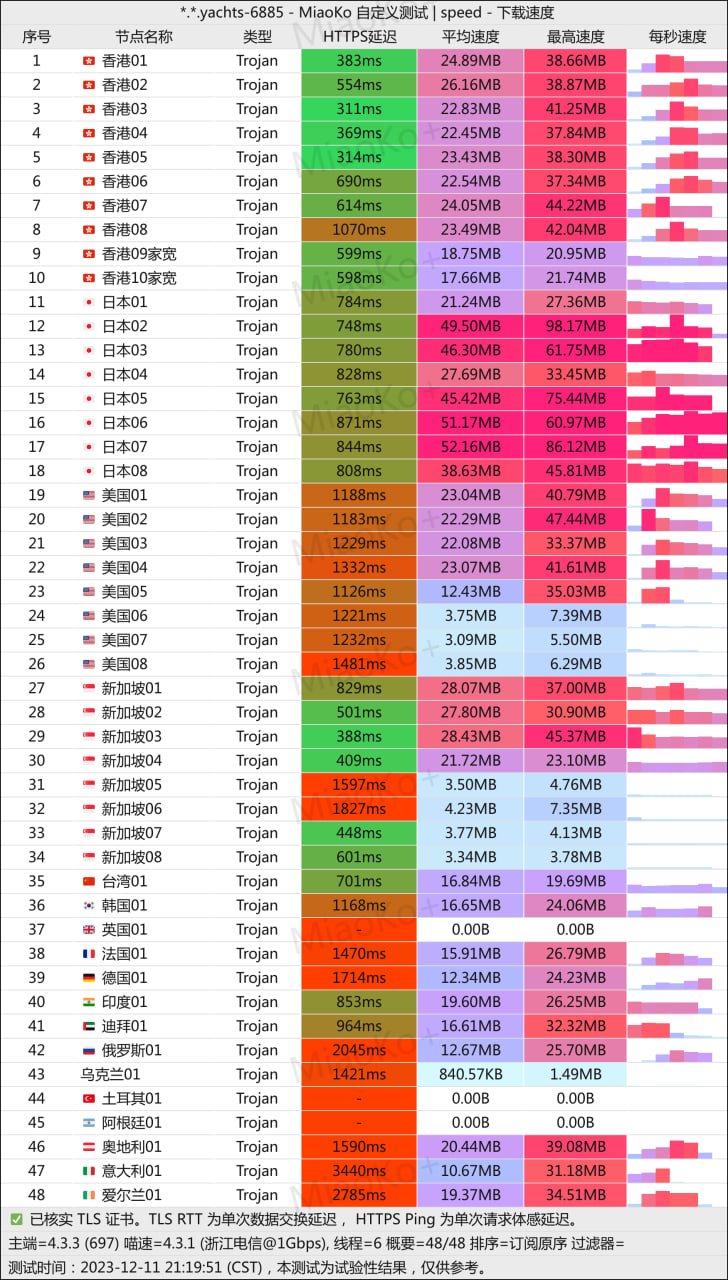 *.*.yachts-6885 - MiaoKo 自定义测试 | speed - 下载速度
序号 节点名称 类型 HTTPS延迟 平均速度 最高速度 每秒速度
1 香港01 Trojan 383ms 24.89MB 38.66MB
2 香港02 Trojan 554ms 26.16MB 38.87MB
3 香港03 Trojan 311ms 22.83MB 41.25MB
4 香港04 Trojan 369ms 22.45MB 37.84MB
5 香港05 Trojan 314ms 23.43MB 38.30MB
6 香港06 Trojan 690ms 22.54MB 37.34MB
7 香港07 Trojan 614ms 24.05MB 44.22MB
8 香港08 Trojan 1070ms 23.49MB 42.04MB
9 香港09家宽 Trojan 599ms 18.75MB 20.95MB
10 香港10家宽 Trojan 598ms 17.66MB 21.74MB
11 日本01 Trojan 784ms 21.24MB 27.36MB
12 日本02 Trojan 748ms 49.50MB 98.17MB
13 日本03 Trojan 780ms 46.30MB 61.75MB
14 日本04 Trojan 828ms 27.69MB 33.45MB
15 日本05 Trojan 763ms 45.42MB 75.44MB
16 日本06 Trojan 871ms 51.17MB 60.97MB
17 日本07 Trojan 844ms 52.16MB 86.12MB
18 日本08 Trojan 808ms 38.63MB 45.81MB
19 美国01 Trojan 1188ms 23.04MB 40.79MB
20 美国02 Trojan 1183ms 22.29MB 47.44MB
21 美国03 Trojan 1229ms 22.08MB 33.37MB
22 美国04 Trojan 1332ms 23.07MB 41.61MB
23 美国05 Trojan 1126ms 12.43MB 35.03MB
24 美国06 Trojan 1221ms 3.75MB 7.39MB
25 美国07 Trojan 1232ms 3.09MB 5.50MB
26 美国08 Trojan 1481ms 3.85MB 6.29MB
27 新加坡01 Trojan 829ms 28.07MB 37.00MB
28 新加坡02 Trojan 501ms 27.80MB 30.90MB
29 新加坡03 Trojan 388ms 28.43MB 45.37MB
30 新加坡04 Trojan 409ms 21.72MB 23.10MB
31 新加坡05 Trojan 1597ms 3.50MB 4.76MB
32 新加坡06 Trojan 1827ms 4.23MB 7.35MB
33 新加坡07 Trojan 448ms 3.77MB 4.13MB
34 新加坡08 Trojan 601ms 3.34MB 3.78MB
35 台湾01 Trojan 701ms 16.84MB 19.69MB
36 韩国01 Trojan 1168ms 16.65MB 24.06MB
37 英国01 Trojan - 0.00B 0.00B
38 法国01 Trojan 1470ms 15.91MB 26.79MB
39 德国01 Trojan 1714ms 12.34MB 24.23MB
40 印度01 Trojan 853ms 19.60MB 26.25MB
41 迪拜01 Trojan 964ms 16.61MB 32.32MB
42 俄罗斯01 Trojan 2045ms 12.67MB 25.70MB
43 乌克兰01 Trojan 1421ms 840.57KB 1.49MB
44 土耳其01 Trojan - 0.00B 0.00B
45 阿根廷01 Trojan - 0.00B 0.00B
46 奥地利01 Trojan 1590ms 20.44MB 39.08MB
47 意大利01 Trojan 3440ms 10.67MB 31.18MB
48 爱尔兰01 Trojan 2785ms 19.37MB 34.51MB
✅ 已核实 TLS 证书。TLS RTT 为单次数据交换延迟 ，HTTPS Ping 为单次请求体感延迟。
主端=4.3.3 (697) 喵速=4.3.1 (浙江电信@1Gbps), 线程=6 概要=48/48 排序=订阅原序 过滤器=
测试时间：2023-12-11 21:19:51 (CST)，本测试为试验性结果，仅供参考。